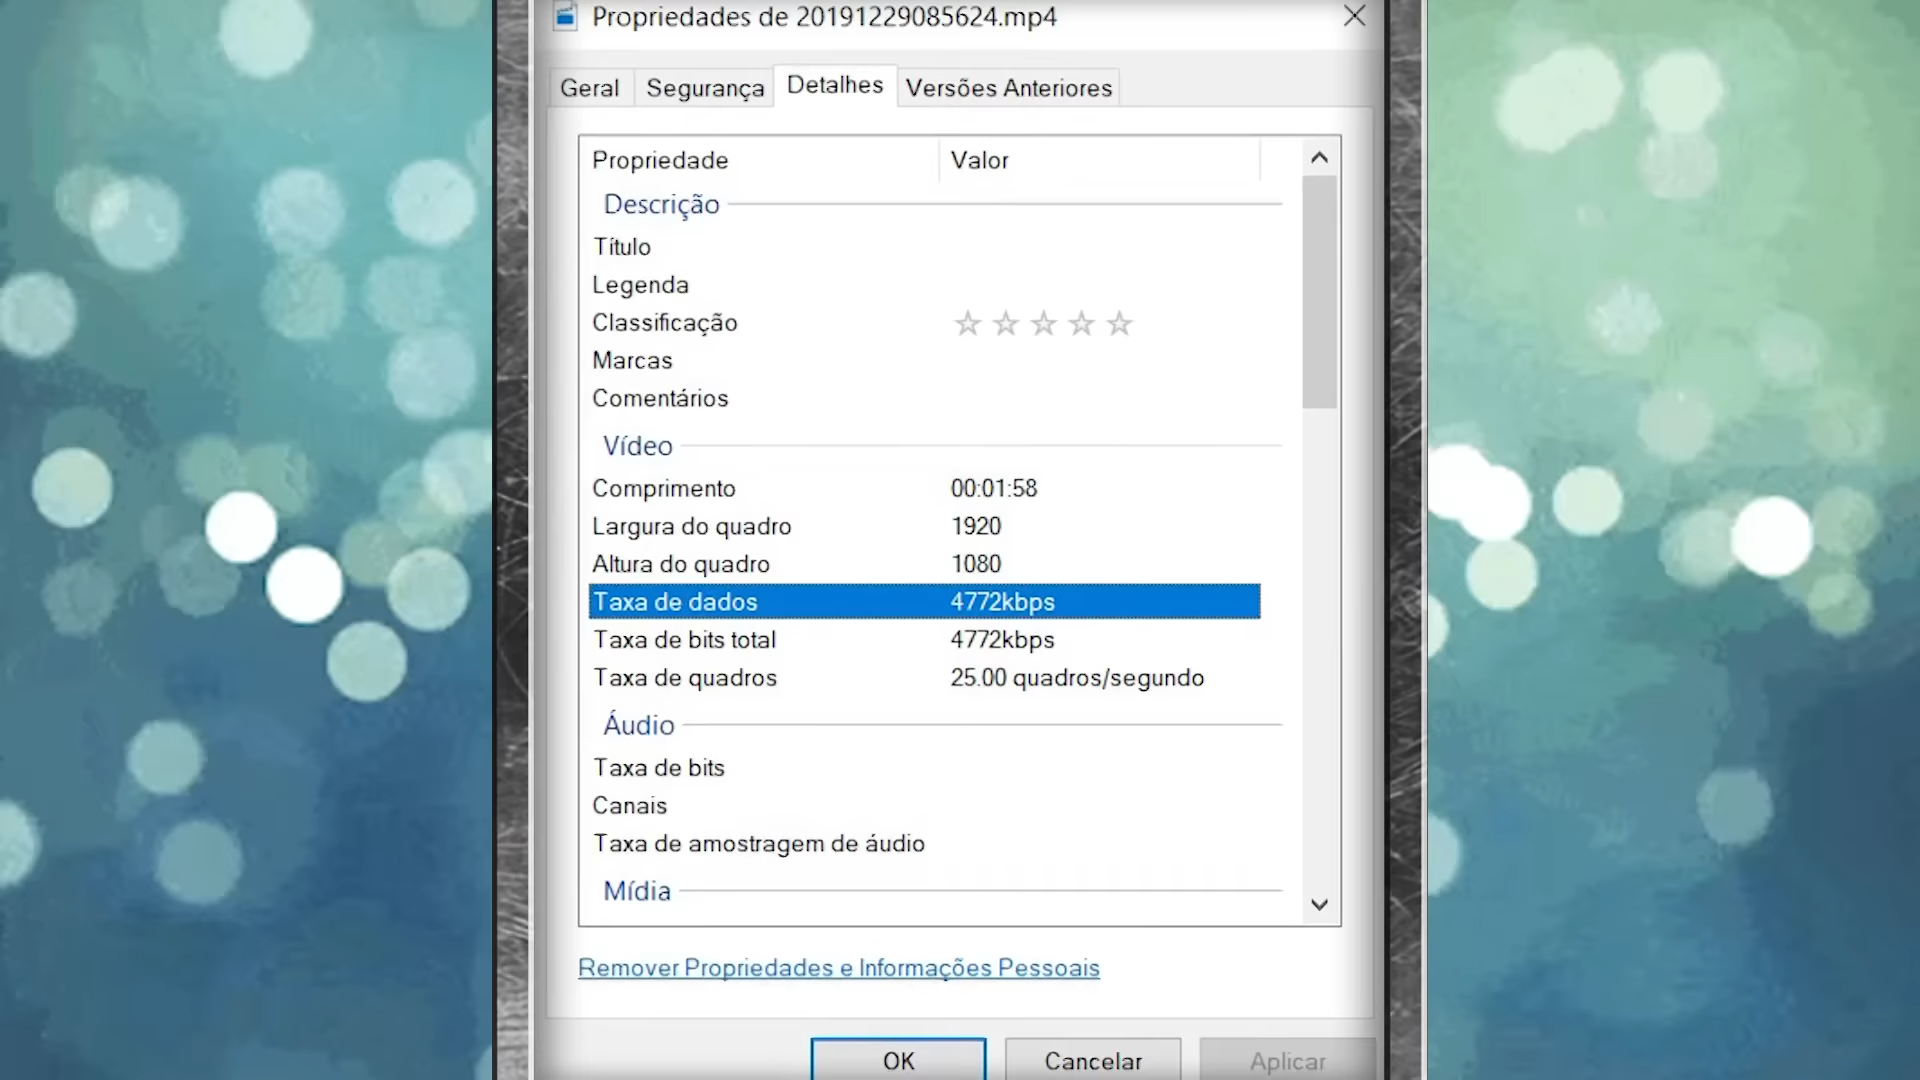 Propriedades de 20191229085624.mp4
Geral Segurança Detalhes Versões Anteriores
Propriedade Valor
Descrição
Título
Legenda
Classificação
Marcas
Comentários
Vídeo
Comprimento 00:01:58
Largura do quadro 1920
Altura do quadro 1080
Taxa de dados 4772kbps
Taxa de bits total 4772kbps
Taxa de quadros 25.00 quadros/segundo
Áudio
Taxa de bits
Canais
Taxa de amostragem de áudio
Mídia
Remover Propriedades e Informações Pessoais
OK Cancelar Aplicar